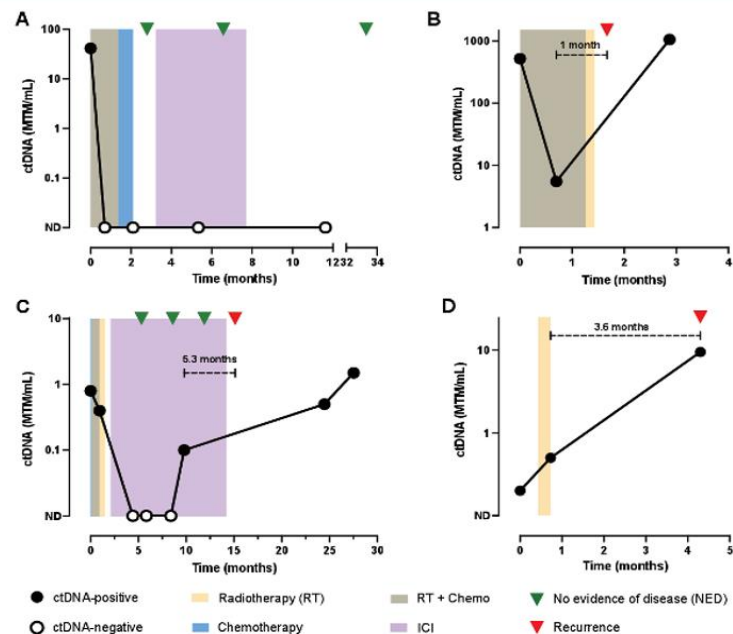 A
100
10
1
0.1
ND
ctDNA (MTM/mL)
0 2 4 6 8 10 12 32 34
Time (months)
B
1000
100
10
1
ctDNA (MTM/mL)
1 month
0 1 2 3 4
Time (months)
C
10
1
0.1
ND
ctDNA (MTM/mL)
5.3 months
0 5 10 15 20 25 30
Time (months)
D
10
1
ND
ctDNA (MTM/mL)
3.6 months
0 1 2 3 4 5
Time (months)
ctDNA-positive
Radiotherapy (RT)
RT + Chemo
No evidence of disease (NED)
ctDNA-negative
Chemotherapy
ICI
Recurrence